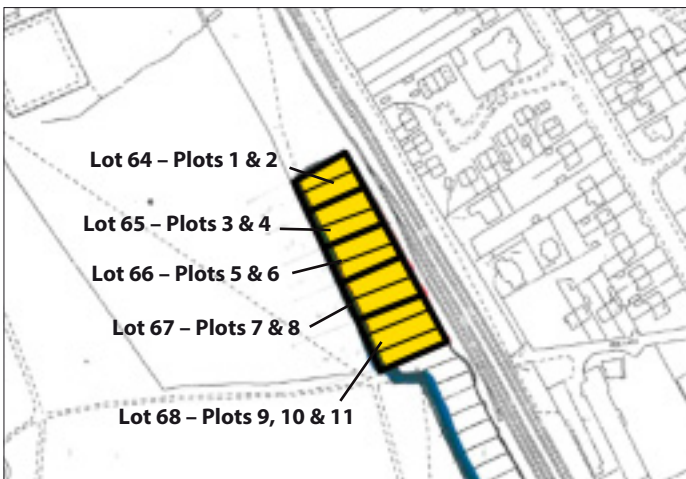 Lot 64 – Plots 1 & 2
Lot 65 – Plots 3 & 4
Lot 66 – Plots 5 & 6
Lot 67 – Plots 7 & 8
Lot 68 – Plots 9, 10 & 11